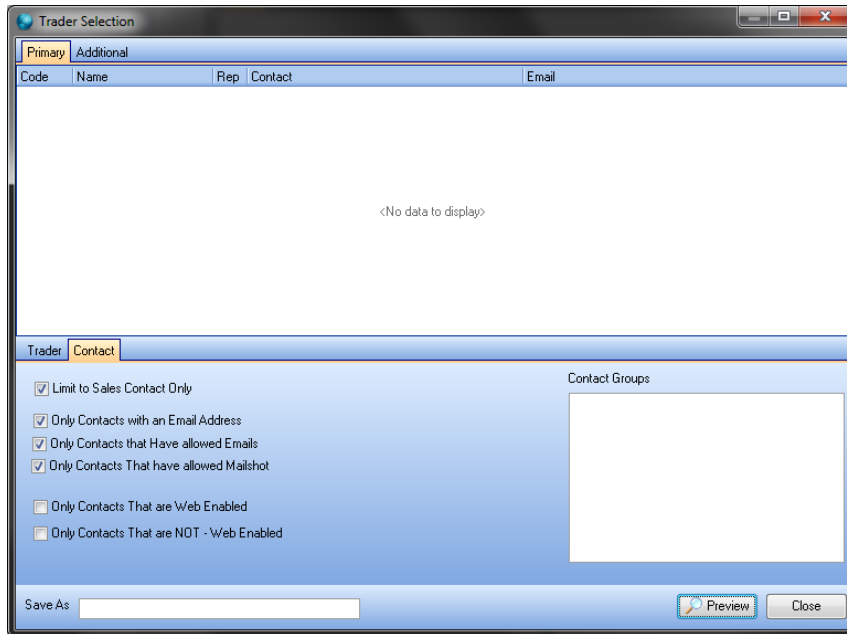 Trader Selection
Primary Additional
Code Name Rep Contact Email
<No data to display>
Trader Contact
Limit to Sales Contact Only
Contact Groups
Only Contacts with an Email Address
Only Contacts that Have allowed Emails
Only Contacts That have allowed Mailshot
Only Contacts That are Web Enabled
Only Contacts That are NOT - Web Enabled
Save As
Preview Close